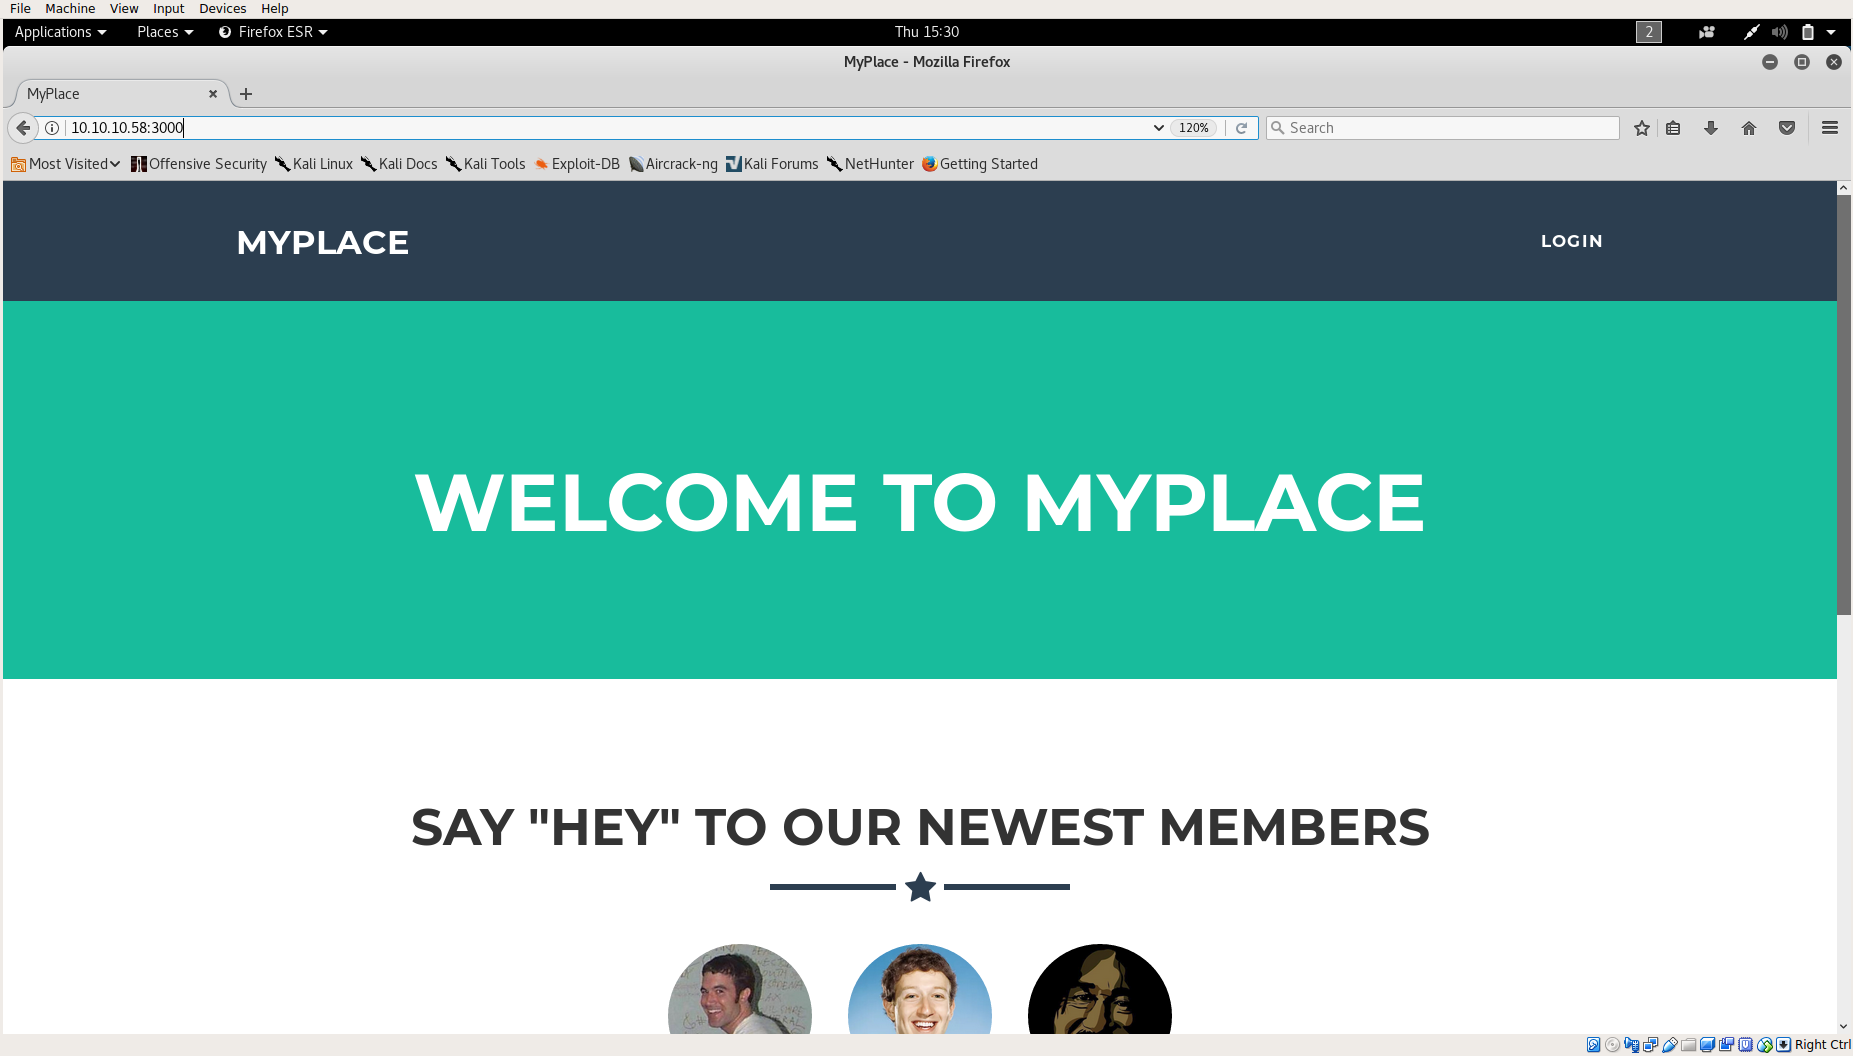 File Machine View Input Devices Help
Applications Places Firefox ESR Thu 15:30 2
MyPlace - Mozilla Firefox
MyPlace
10.10.10.58:3000 120% Search
Most Visited Offensive Security Kali Linux Kali Docs Kali Tools Exploit-DB Aircrack-ng Kali Forums NetHunter Getting Started
MYPLACE LOGIN
WELCOME TO MYPLACE
SAY "HEY" TO OUR NEWEST MEMBERS
Right Ctrl